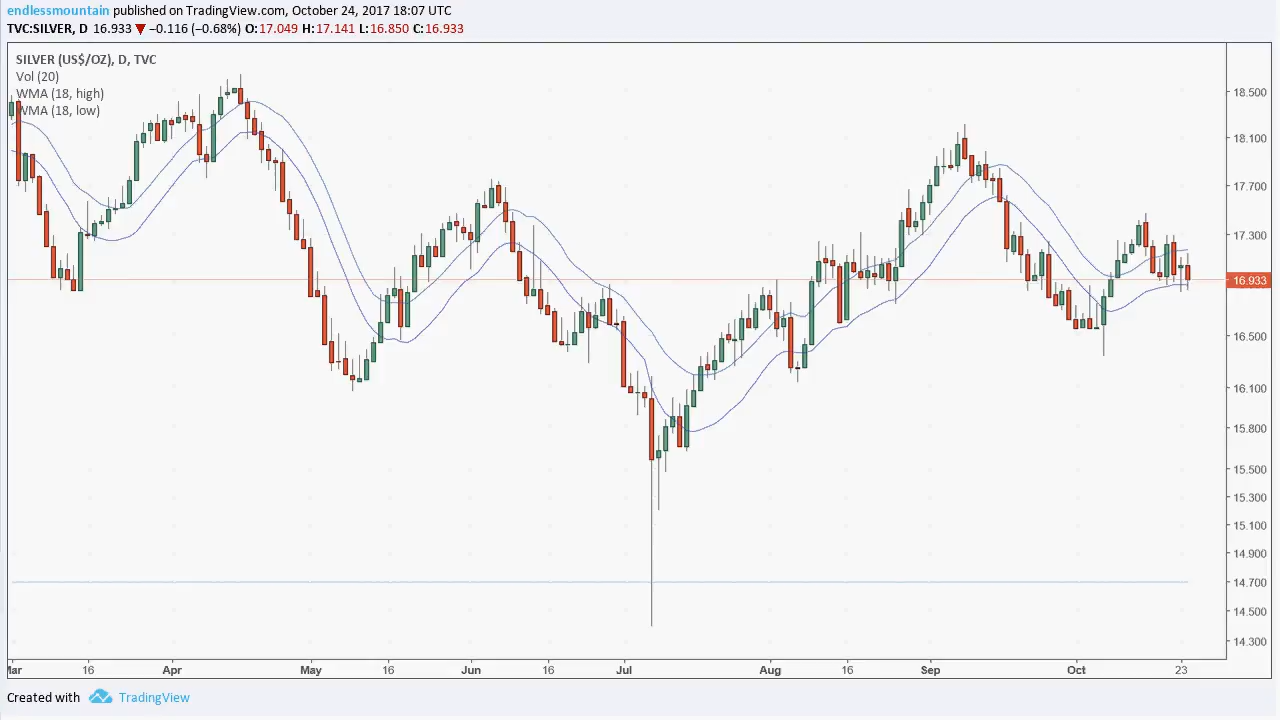 endlessmountain published on TradingView.com, October 24, 2017 18:07 UTC
TVC:SILVER, D 16.933 ▼ −0.116 (−0.68%) O:17.049 H:17.141 L:16.850 C:16.933
SILVER (US$/OZ), D, TVC
Vol (20)
WMA (18, high)
WMA (18, low)
18.500
18.100
17.700
17.300
16.933
16.500
16.100
15.800
15.500
15.300
15.100
14.900
14.700
14.500
14.300
Mar 16 Apr May 16 Jun 16 Jul Aug 16 Sep Oct 23
Created with TradingView